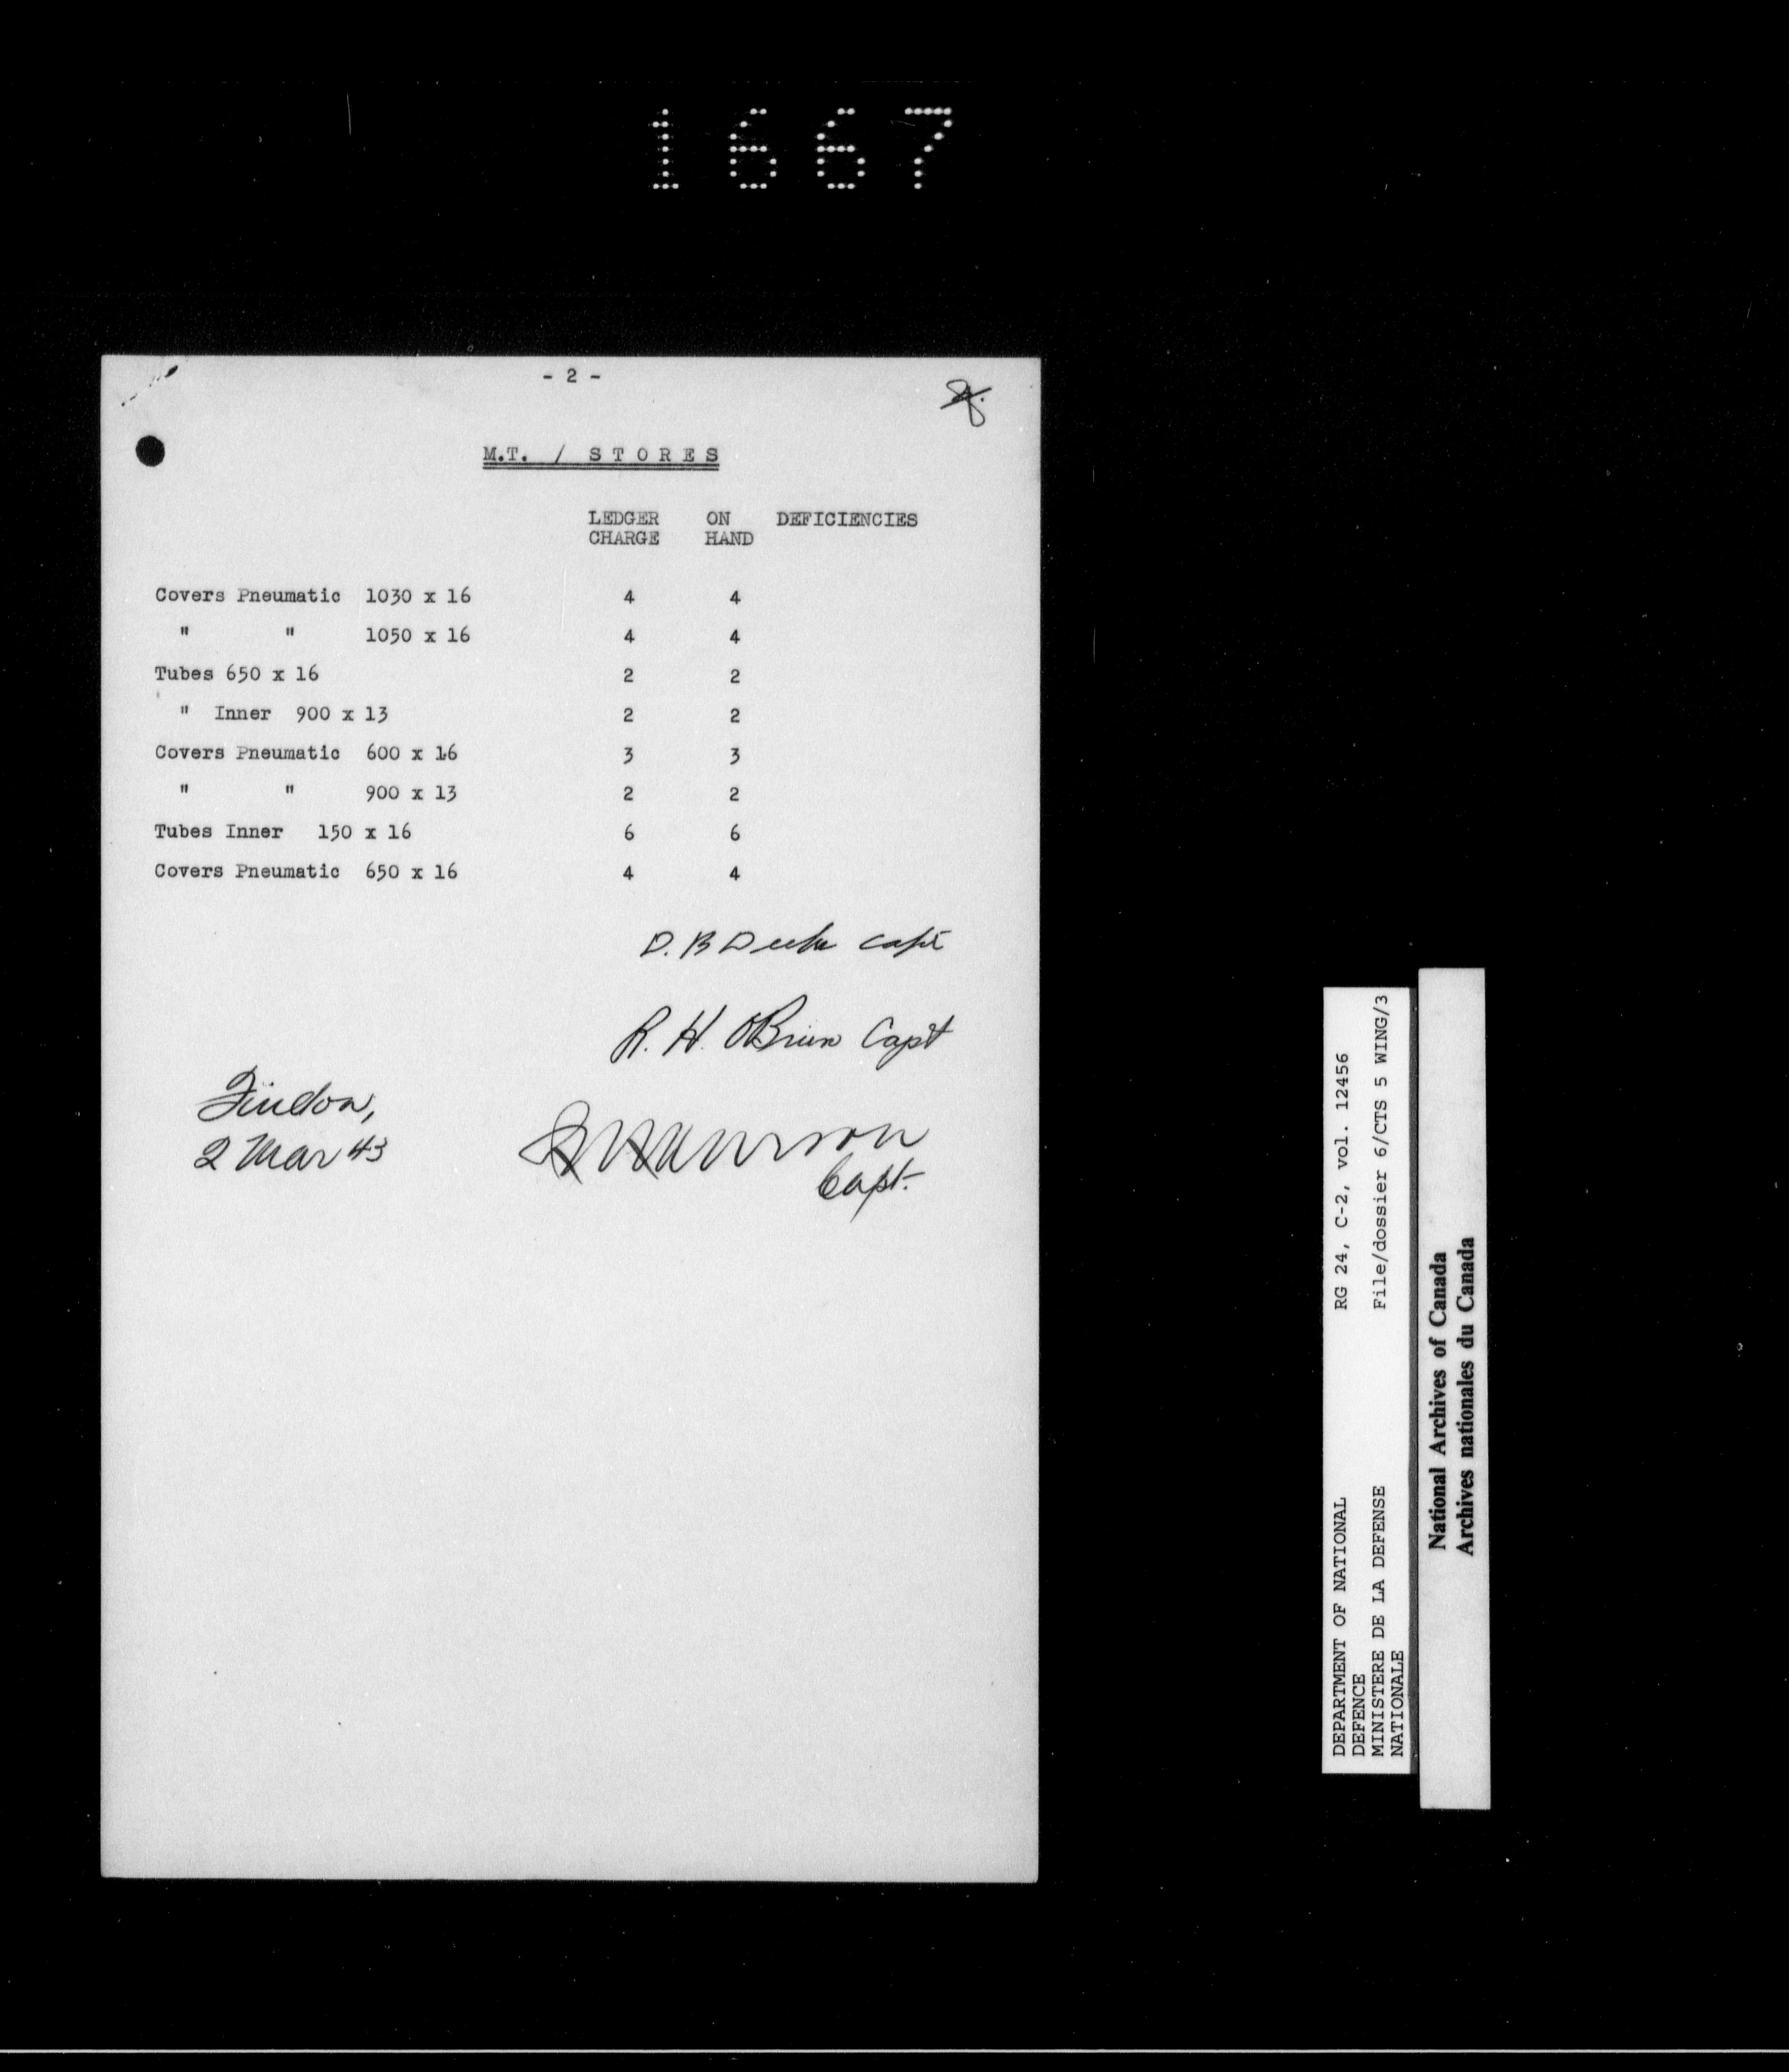 1667
- 2 -
M.T. / S T O R E S
LEDGER CHARGE ON HAND DEFICIENCIES
Covers Pneumatic 1030 x 16 4 4
" " 1050 x 16 4 4
Tubes 650 x 16 2 2
" Inner 900 x 13 2 2
Covers Pneumatic 600 x 16 3 3
" " 900 x 13 2 2
Tubes Inner 150 x 16 6 6
Covers Pneumatic 650 x 16 4 4
D. B. Capt
R. H. O'Brien Capt
Findon,
2 Mar 43
Capt.
DEPARTMENT OF NATIONAL RG 24, C-2, vol. 12456
DEFENCE
MINISTERE DE LA DEFENSE File/dossier 6/CTS 5 WING/3
NATIONALE
National Archives of Canada
Archives nationales du Canada